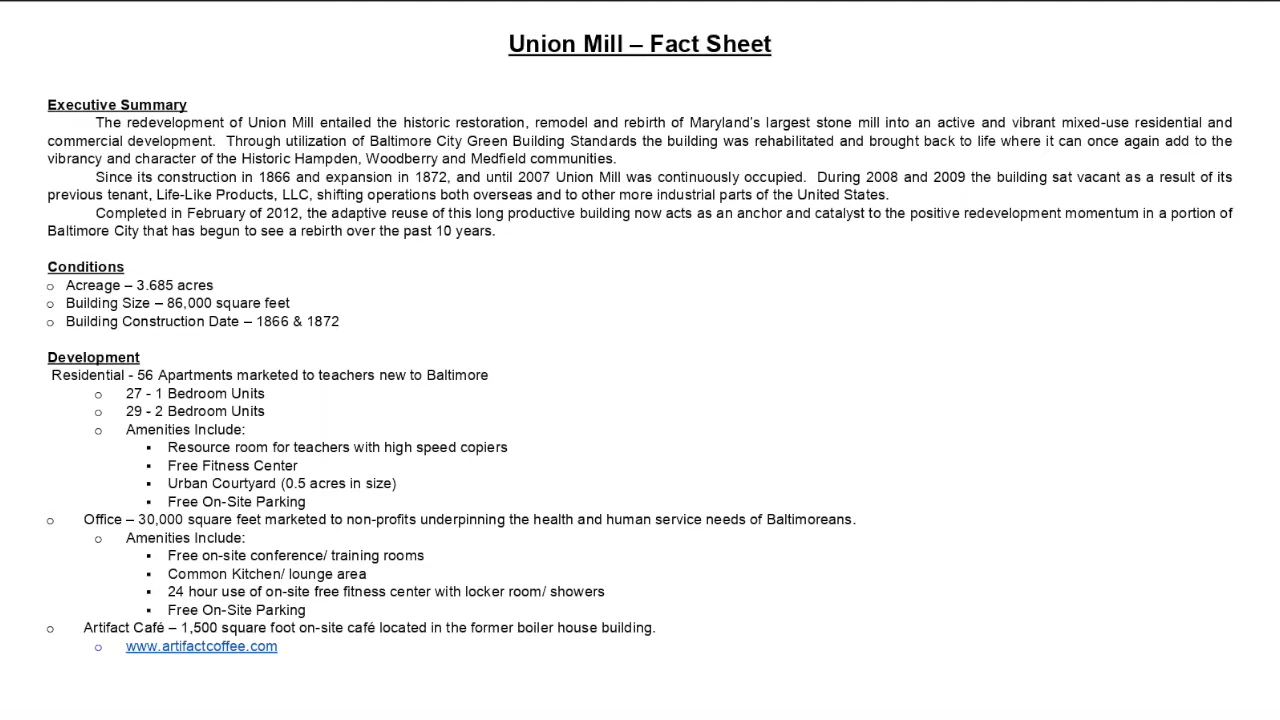 Union Mill – Fact Sheet
Executive Summary
The redevelopment of Union Mill entailed the historic restoration, remodel and rebirth of Maryland's largest stone mill into an active and vibrant mixed-use residential and
commercial development. Through utilization of Baltimore City Green Building Standards the building was rehabilitated and brought back to life where it can once again add to the
vibrancy and character of the Historic Hampden, Woodberry and Medfield communities.
Since its construction in 1866 and expansion in 1872, and until 2007 Union Mill was continuously occupied. During 2008 and 2009 the building sat vacant as a result of its
previous tenant, Life-Like Products, LLC, shifting operations both overseas and to other more industrial parts of the United States.
Completed in February of 2012, the adaptive reuse of this long productive building now acts as an anchor and catalyst to the positive redevelopment momentum in a portion of
Baltimore City that has begun to see a rebirth over the past 10 years.
Conditions
o Acreage – 3.685 acres
o Building Size – 86,000 square feet
o Building Construction Date – 1866 & 1872
Development
Residential - 56 Apartments marketed to teachers new to Baltimore
o 27 - 1 Bedroom Units
o 29 - 2 Bedroom Units
o Amenities Include:
▪ Resource room for teachers with high speed copiers
▪ Free Fitness Center
▪ Urban Courtyard (0.5 acres in size)
▪ Free On-Site Parking
o Office – 30,000 square feet marketed to non-profits underpinning the health and human service needs of Baltimoreans.
o Amenities Include:
▪ Free on-site conference/ training rooms
▪ Common Kitchen/ lounge area
▪ 24 hour use of on-site free fitness center with locker room/ showers
▪ Free On-Site Parking
o Artifact Café – 1,500 square foot on-site café located in the former boiler house building.
o www.artifactcoffee.com